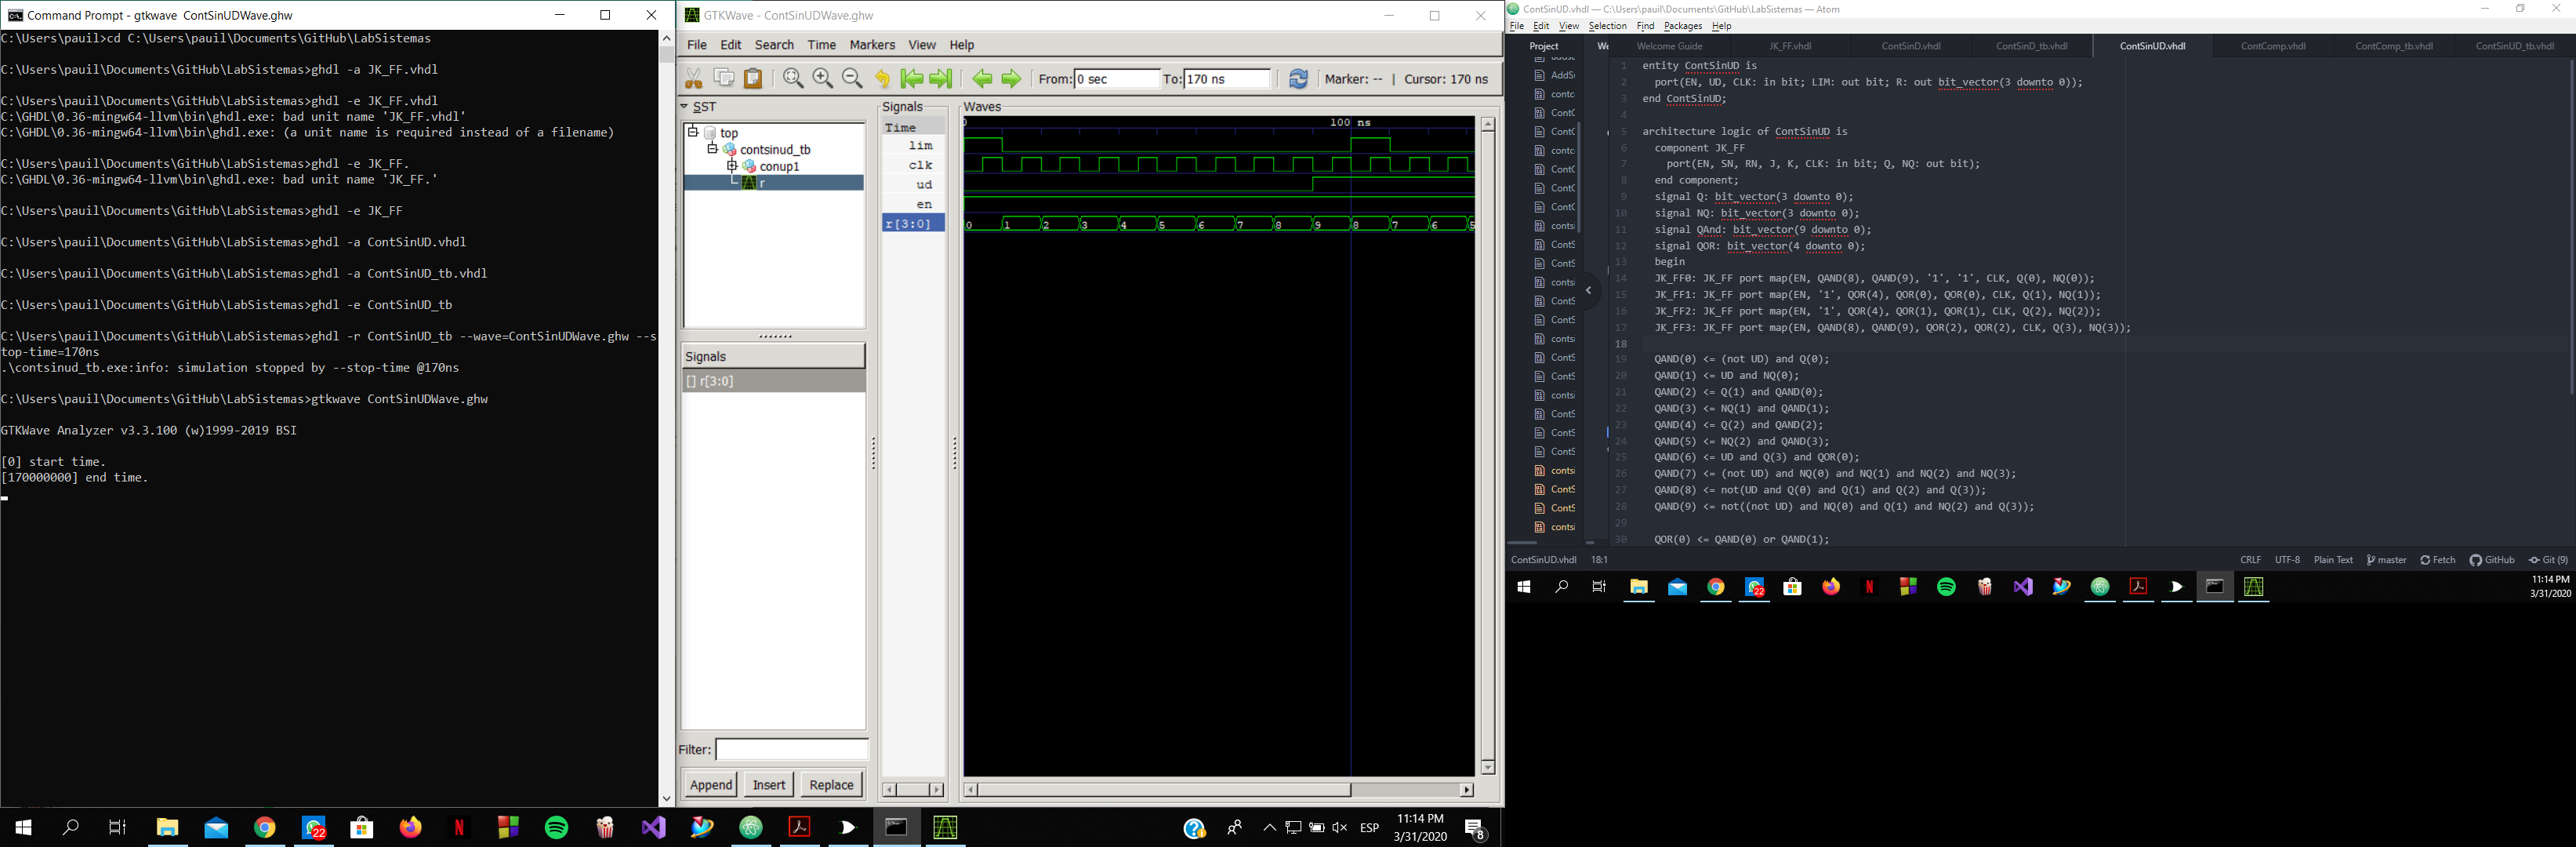 Command Prompt - gtkwave ContSinUDWave.ghw
C:\Users\pauil>cd C:\Users\pauil\Documents\GitHub\LabSistemas
C:\Users\pauil\Documents\GitHub\LabSistemas>ghdl -a JK_FF.vhdl
C:\Users\pauil\Documents\GitHub\LabSistemas>ghdl -e JK_FF.vhdl
C:\GHDL\0.36-mingw64-llvm\bin\ghdl.exe: bad unit name 'JK_FF.vhdl'
C:\GHDL\0.36-mingw64-llvm\bin\ghdl.exe: (a unit name is required instead of a filename)
C:\Users\pauil\Documents\GitHub\LabSistemas>ghdl -e JK_FF.
C:\GHDL\0.36-mingw64-llvm\bin\ghdl.exe: bad unit name 'JK_FF.'
C:\Users\pauil\Documents\GitHub\LabSistemas>ghdl -e JK_FF
C:\Users\pauil\Documents\GitHub\LabSistemas>ghdl -a ContSinUD.vhdl
C:\Users\pauil\Documents\GitHub\LabSistemas>ghdl -a ContSinUD_tb.vhdl
C:\Users\pauil\Documents\GitHub\LabSistemas>ghdl -e ContSinUD_tb
C:\Users\pauil\Documents\GitHub\LabSistemas>ghdl -r ContSinUD_tb --wave=ContSinUDWave.ghw --s
top-time=170ns
.\contsinud_tb.exe:info: simulation stopped by --stop-time @170ns
C:\Users\pauil\Documents\GitHub\LabSistemas>gtkwave ContSinUDWave.ghw
GTKWave Analyzer v3.3.100 (w)1999-2019 BSI
[0] start time.
[170000000] end time.
GTKWave - ContSinUDWave.ghw
File Edit Search Time Markers View Help
From: 0 sec To: 170 ns Marker: -- | Cursor: 170 ns
SST
top
contsinud_tb
conup1
r
Signals
[] r[3:0]
Filter:
Append Insert Replace
Signals
Time
lim
clk
ud
en
r[3:0]
Waves
0 100 ns
0 1 2 3 4 5 6 7 8 9 8 7 6 5
ESP
11:14 PM
3/31/2020
22
8
ContSinUD.vhdl — C:\Users\pauil\Documents\GitHub\LabSistemas — Atom
File Edit View Selection Find Packages Help
Project
Welcome Guide JK_FF.vhdl ContSinD.vhdl ContSinD_tb.vhdl ContSinUD.vhdl ContComp.vhdl ContComp_tb.vhdl ContSinUD_tb.vhdl
1 entity ContSinUD is
2 port(EN, UD, CLK: in bit; LIM: out bit; R: out bit_vector(3 downto 0));
3 end ContSinUD;
4
5 architecture logic of ContSinUD is
6 component JK_FF
7 port(EN, SN, RN, J, K, CLK: in bit; Q, NQ: out bit);
8 end component;
9 signal Q: bit_vector(3 downto 0);
10 signal NQ: bit_vector(3 downto 0);
11 signal QAnd: bit_vector(9 downto 0);
12 signal QOR: bit_vector(4 downto 0);
13 begin
14 JK_FF0: JK_FF port map(EN, QAND(8), QAND(9), '1', '1', CLK, Q(0), NQ(0));
15 JK_FF1: JK_FF port map(EN, '1', QOR(4), QOR(0), QOR(0), CLK, Q(1), NQ(1));
16 JK_FF2: JK_FF port map(EN, '1', QOR(4), QOR(1), QOR(1), CLK, Q(2), NQ(2));
17 JK_FF3: JK_FF port map(EN, QAND(8), QAND(9), QOR(2), QOR(2), CLK, Q(3), NQ(3));
18
19 QAND(0) <= (not UD) and Q(0);
20 QAND(1) <= UD and NQ(0);
21 QAND(2) <= Q(1) and QAND(0);
22 QAND(3) <= NQ(1) and QAND(1);
23 QAND(4) <= Q(2) and QAND(2);
24 QAND(5) <= NQ(2) and QAND(3);
25 QAND(6) <= UD and Q(3) and QOR(0);
26 QAND(7) <= (not UD) and NQ(0) and NQ(1) and NQ(2) and NQ(3);
27 QAND(8) <= not(UD and Q(0) and Q(1) and Q(2) and Q(3));
28 QAND(9) <= not((not UD) and NQ(0) and Q(1) and NQ(2) and Q(3));
29
30 QOR(0) <= QAND(0) or QAND(1);
ContSinUD.vhdl 18:1 CRLF UTF-8 Plain Text master Fetch GitHub Git (9)
22
11:14 PM
3/31/2020